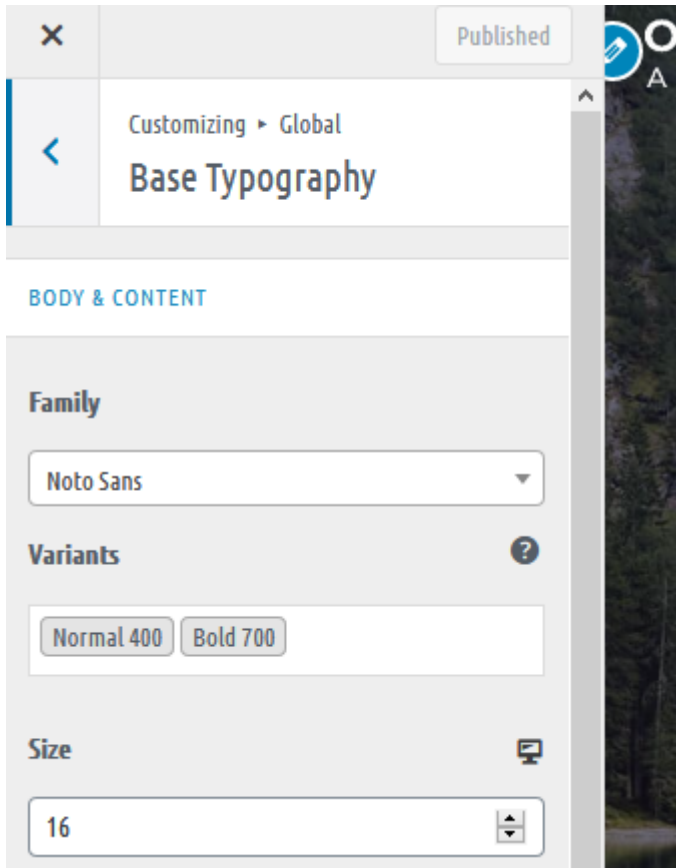 Published
Customizing ▸ Global
Base Typography
BODY & CONTENT
Family
Noto Sans
Variants
Normal 400 Bold 700
Size
16
O
A